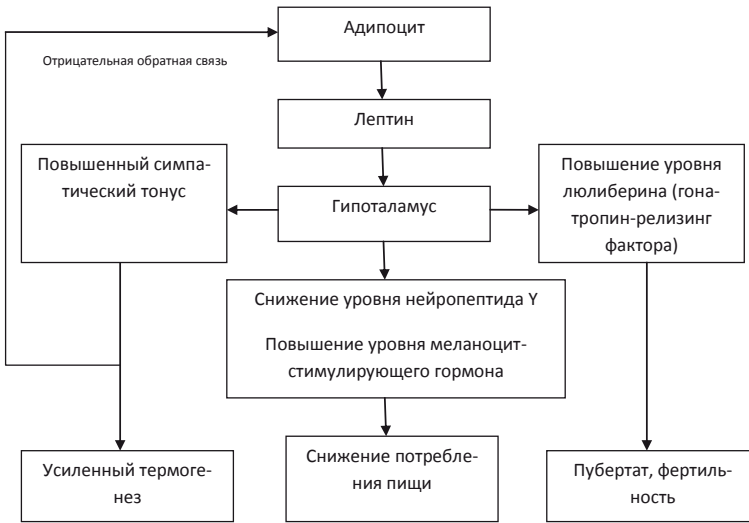 Адипоцит
Отрицательная обратная связь
Лептин
Повышенный симпа-
тический тонус
Гипоталамус
Повышение уровня
люлиберина (гона-
тропин-релизинг
фактора)
Снижение уровня нейропептида Y
Повышение уровня меланоцит-
стимулирующего гормона
Усиленный термоге-
нез
Снижение потребле-
ния пищи
Пубертат, фертиль-
ность